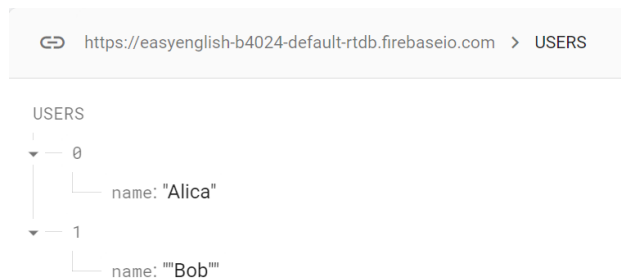 https://easyenglish-b4024-default-rtdb.firebaseio.com > USERS
USERS
0
name: "Alica"
1
name: ""Bob""